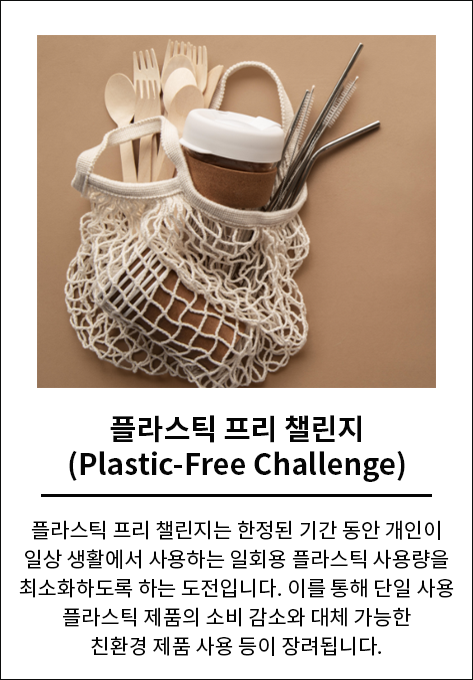 플라스틱 프리 챌린지
(Plastic-Free Challenge)
플라스틱 프리 챌린지는 한정된 기간 동안 개인이
일상 생활에서 사용하는 일회용 플라스틱 사용량을
최소화하도록 하는 도전입니다. 이를 통해 단일 사용
플라스틱 제품의 소비 감소와 대체 가능한
친환경 제품 사용 등이 장려됩니다.